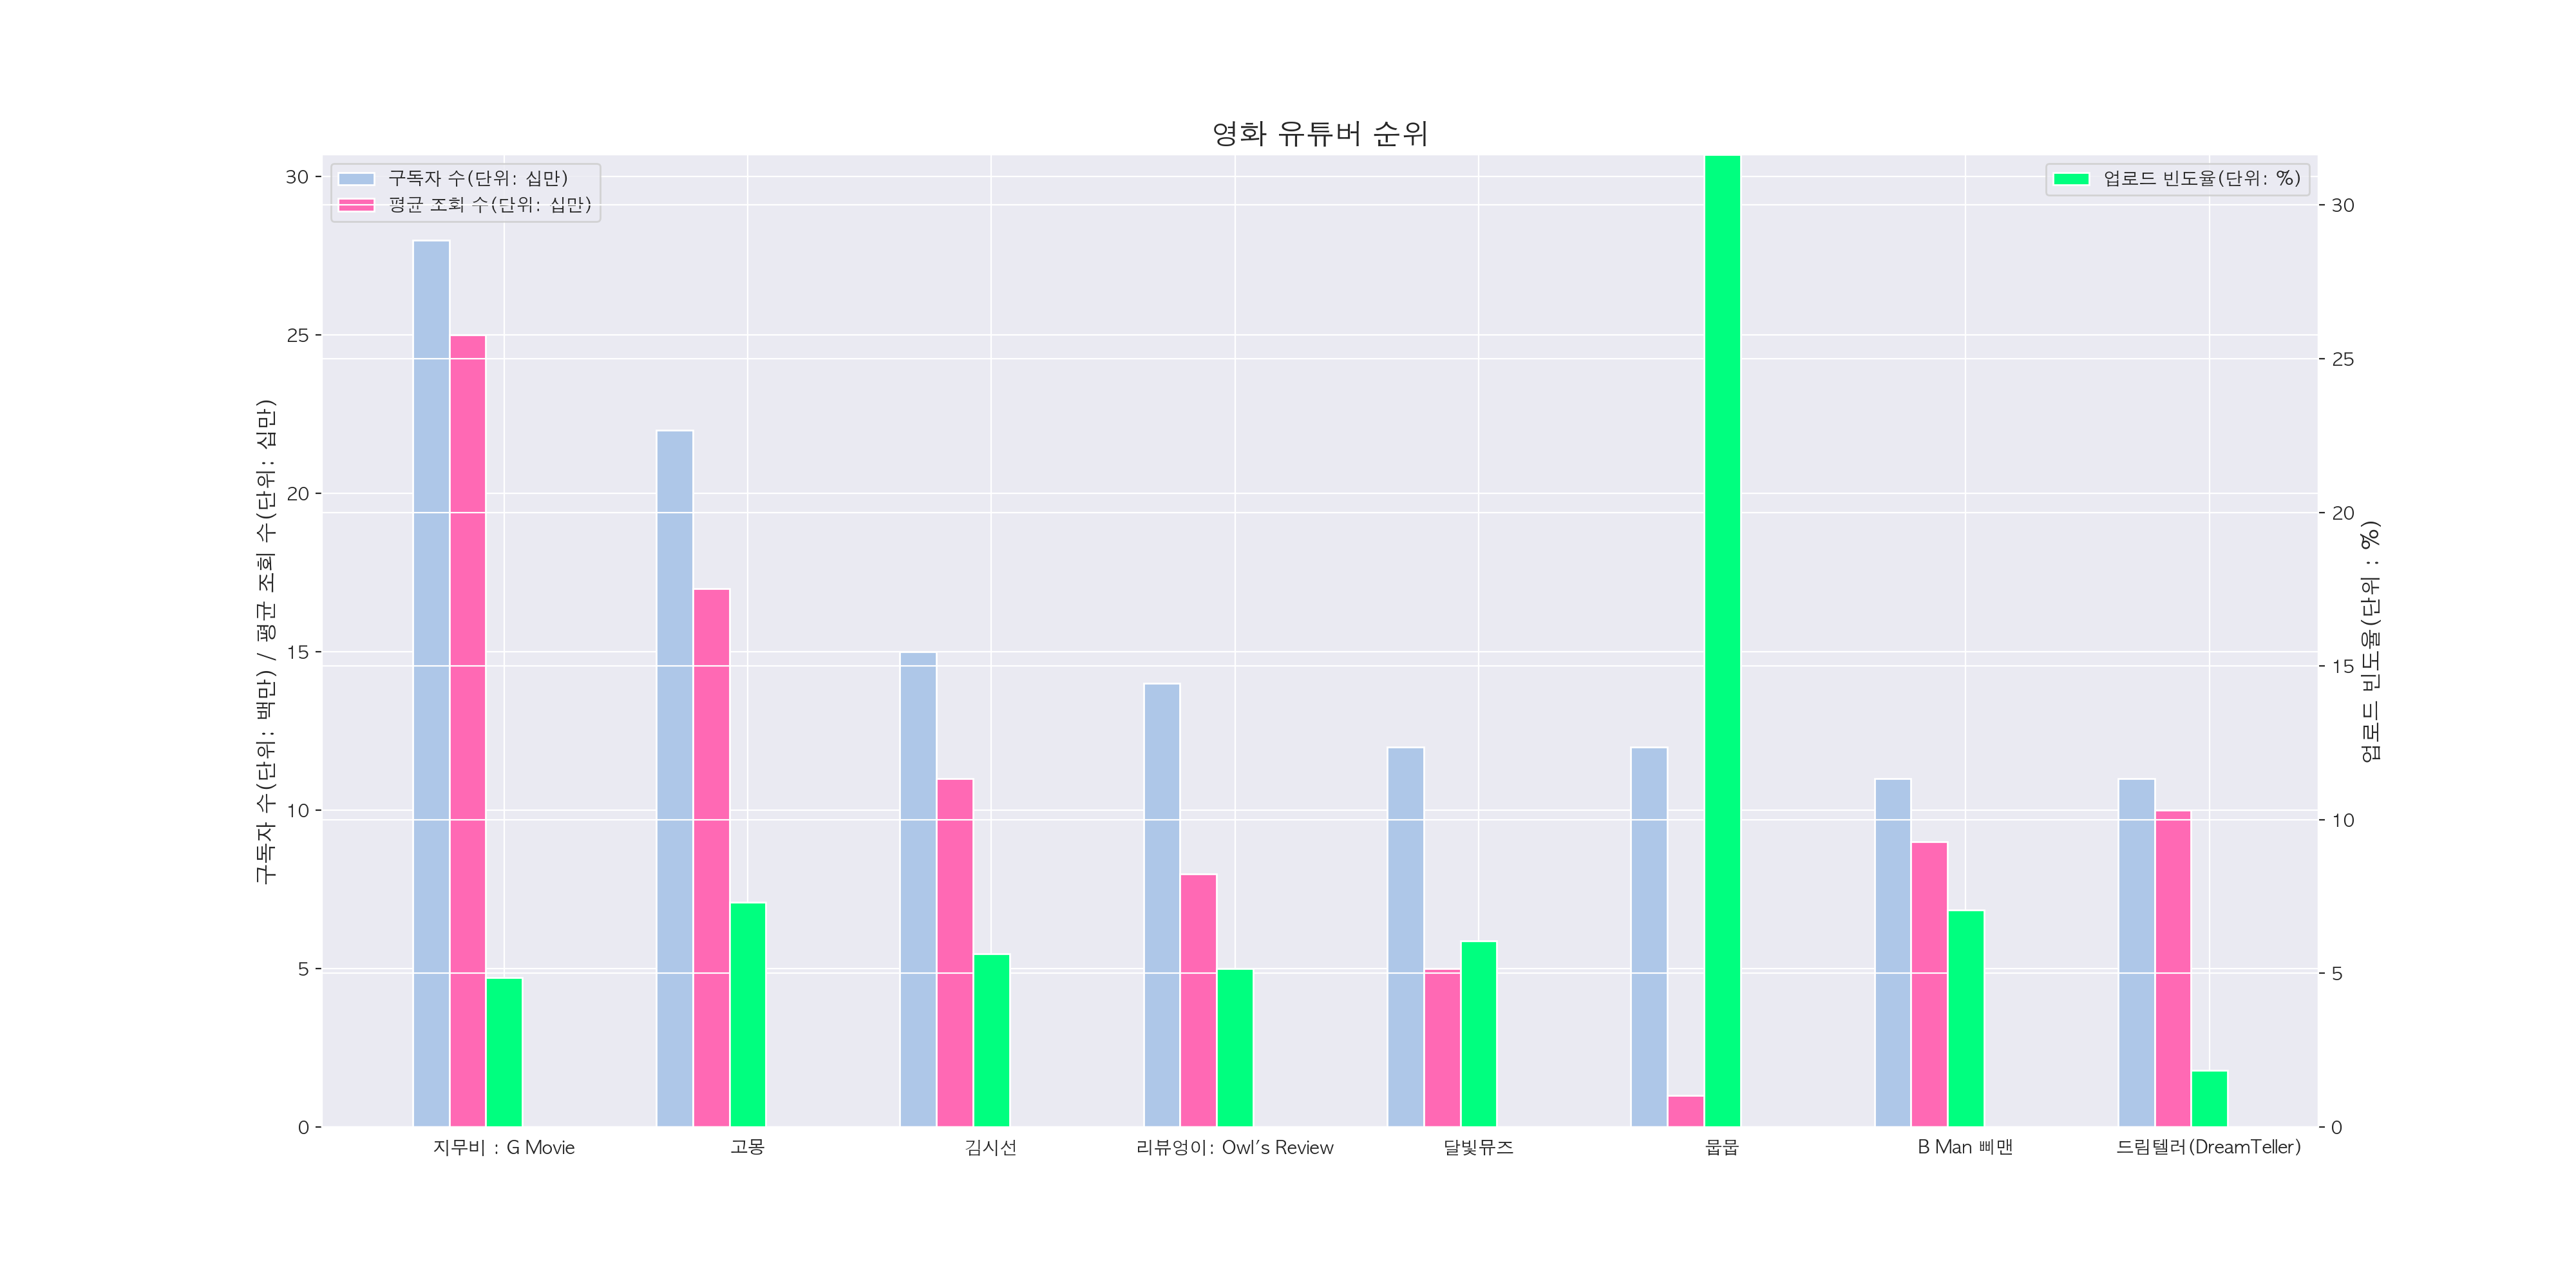 영화 유튜버 순위
구독자 수(단위: 십만)
평균 조회 수(단위: 십만)
업로드 빈도율(단위: %)
구독자 수(단위: 백만) / 평균 조회 수(단위: 십만)
30
25
20
15
10
5
0
30
25
20
15
10
5
0
업로드 빈도율(단위 : %)
지무비 : G Movie
고몽
김시선
리뷰엉이: Owl's Review
달빛뮤즈
뭅뭅
B Man 삐맨
드림텔러(DreamTeller)